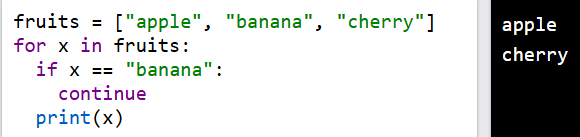 fruits = ["apple", "banana", "cherry"]
for x in fruits:
  if x == "banana":
    continue
  print(x)
apple
cherry